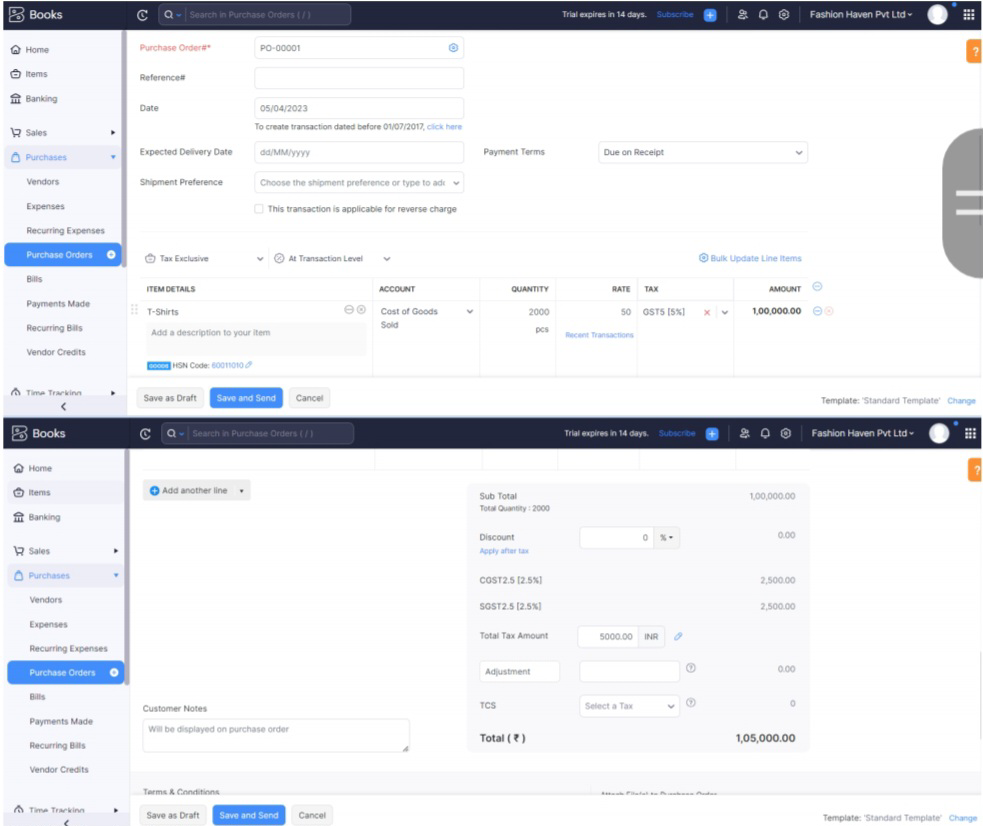 Books
Search in Purchase Orders ( / )
Trial expires in 14 days. Subscribe
Fashion Haven Pvt Ltd
Home
Items
Banking
Sales
Purchases
Vendors
Expenses
Recurring Expenses
Purchase Orders
Bills
Payments Made
Recurring Bills
Vendor Credits
Time Tracking
Purchase Order#* PO-00001
?
Reference#
Date 05/04/2023
To create transaction dated before 01/07/2017, click here
Expected Delivery Date dd/MM/yyyy Payment Terms Due on Receipt
Shipment Preference Choose the shipment preference or type to add
This transaction is applicable for reverse charge
Tax Exclusive At Transaction Level Bulk Update Line Items
ITEM DETAILS ACCOUNT QUANTITY RATE TAX AMOUNT
T-Shirts Cost of Goods Sold 2000 pcs 50 GST5 [5%] 1,00,000.00
Recent Transactions
Add a description to your item
GOODS HSN Code: 60011010
Save as Draft Save and Send Cancel
Template: 'Standard Template' Change
Books
Search in Purchase Orders ( / )
Trial expires in 14 days. Subscribe
Fashion Haven Pvt Ltd
Home
Items
Banking
Sales
Purchases
Vendors
Expenses
Recurring Expenses
Purchase Orders
Bills
Payments Made
Recurring Bills
Vendor Credits
Time Tracking
?
Add another line
Sub Total 1,00,000.00
Total Quantity : 2000
Discount 0 % 0.00
Apply after tax
CGST2.5 [2.5%] 2,500.00
SGST2.5 [2.5%] 2,500.00
Total Tax Amount 5000.00 INR
Adjustment 0.00
TCS Select a Tax 0
Total ( ₹ ) 1,05,000.00
Customer Notes
Will be displayed on purchase order
Terms & Conditions Attach File(s) to Purchase Order
Save as Draft Save and Send Cancel
Template: 'Standard Template' Change